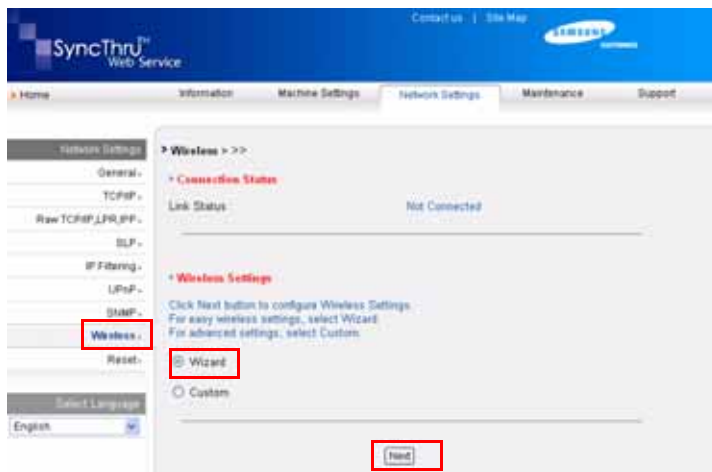 Contact us | Site Map
SyncThru™
Web Service
SAMSUNG
ELECTRONICS
Home
Information
Machine Settings
Network Settings
Maintenance
Support
Network Settings
General
TCP/IP
Raw TCP/IP,LPR,IPP
SLP
IP Filtering
UPnP
SNMP
Wireless
Reset
Select Language
English
Wireless > >>
Connection Status
Link Status Not Connected
Wireless Settings
Click Next button to configure Wireless Settings
For easy wireless settings, select Wizard
For advanced settings, select Custom.
Wizard
Custom
Next